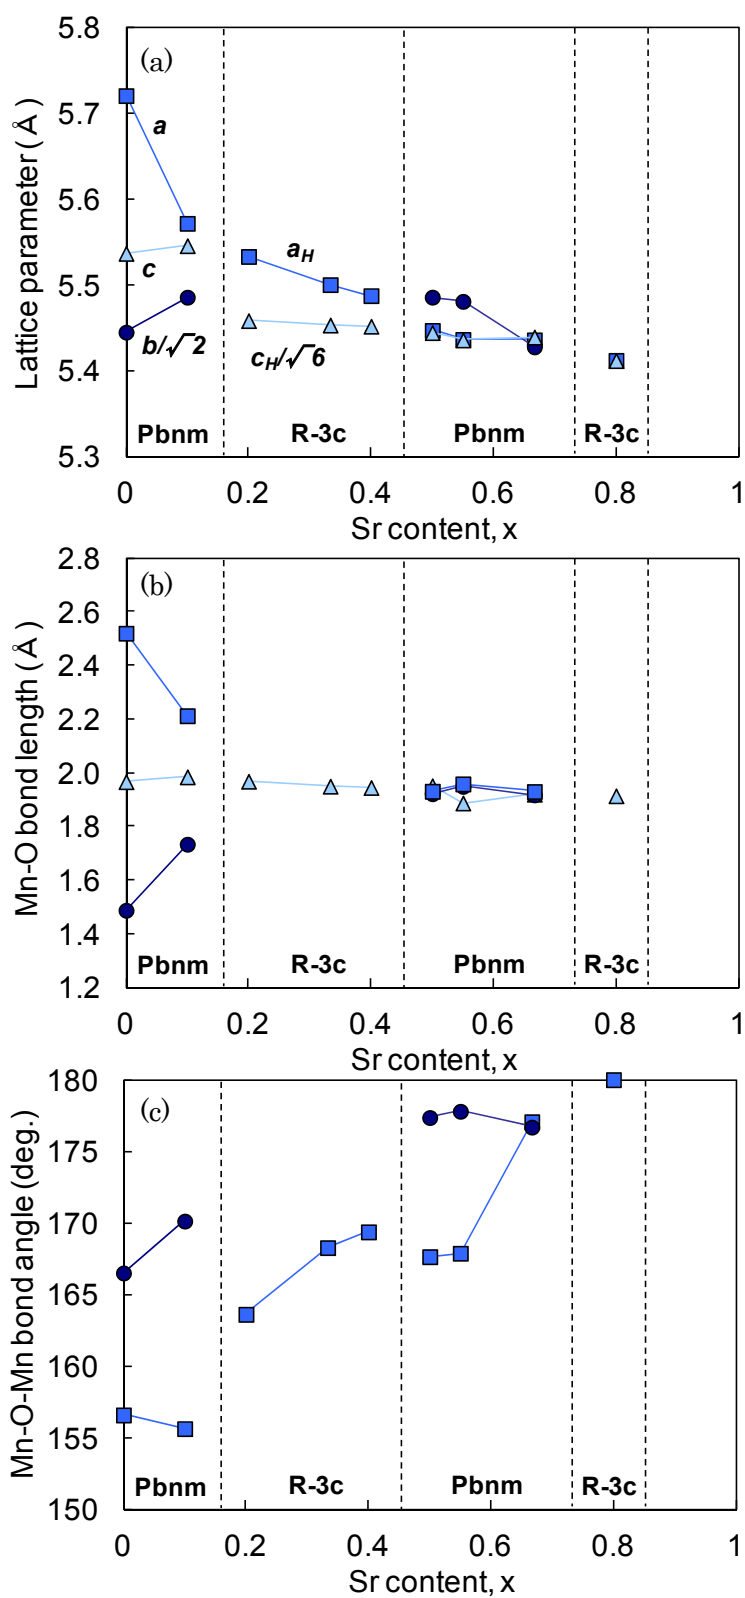 (a)
5.8
5.7
5.6
5.5
5.4
5.3
Lattice parameter (Å)
a
c
b/√2
a_H
c_H/√6
Pbnm R-3c Pbnm R-3c
0 0.2 0.4 0.6 0.8 1
Sr content, x
(b)
2.8
2.6
2.4
2.2
2.0
1.8
1.6
1.4
1.2
Mn-O bond length (Å)
Pbnm R-3c Pbnm R-3c
0 0.2 0.4 0.6 0.8 1
Sr content, x
(c)
180
175
170
165
160
155
150
Mn-O-Mn bond angle (deg.)
Pbnm R-3c Pbnm R-3c
0 0.2 0.4 0.6 0.8 1
Sr content, x